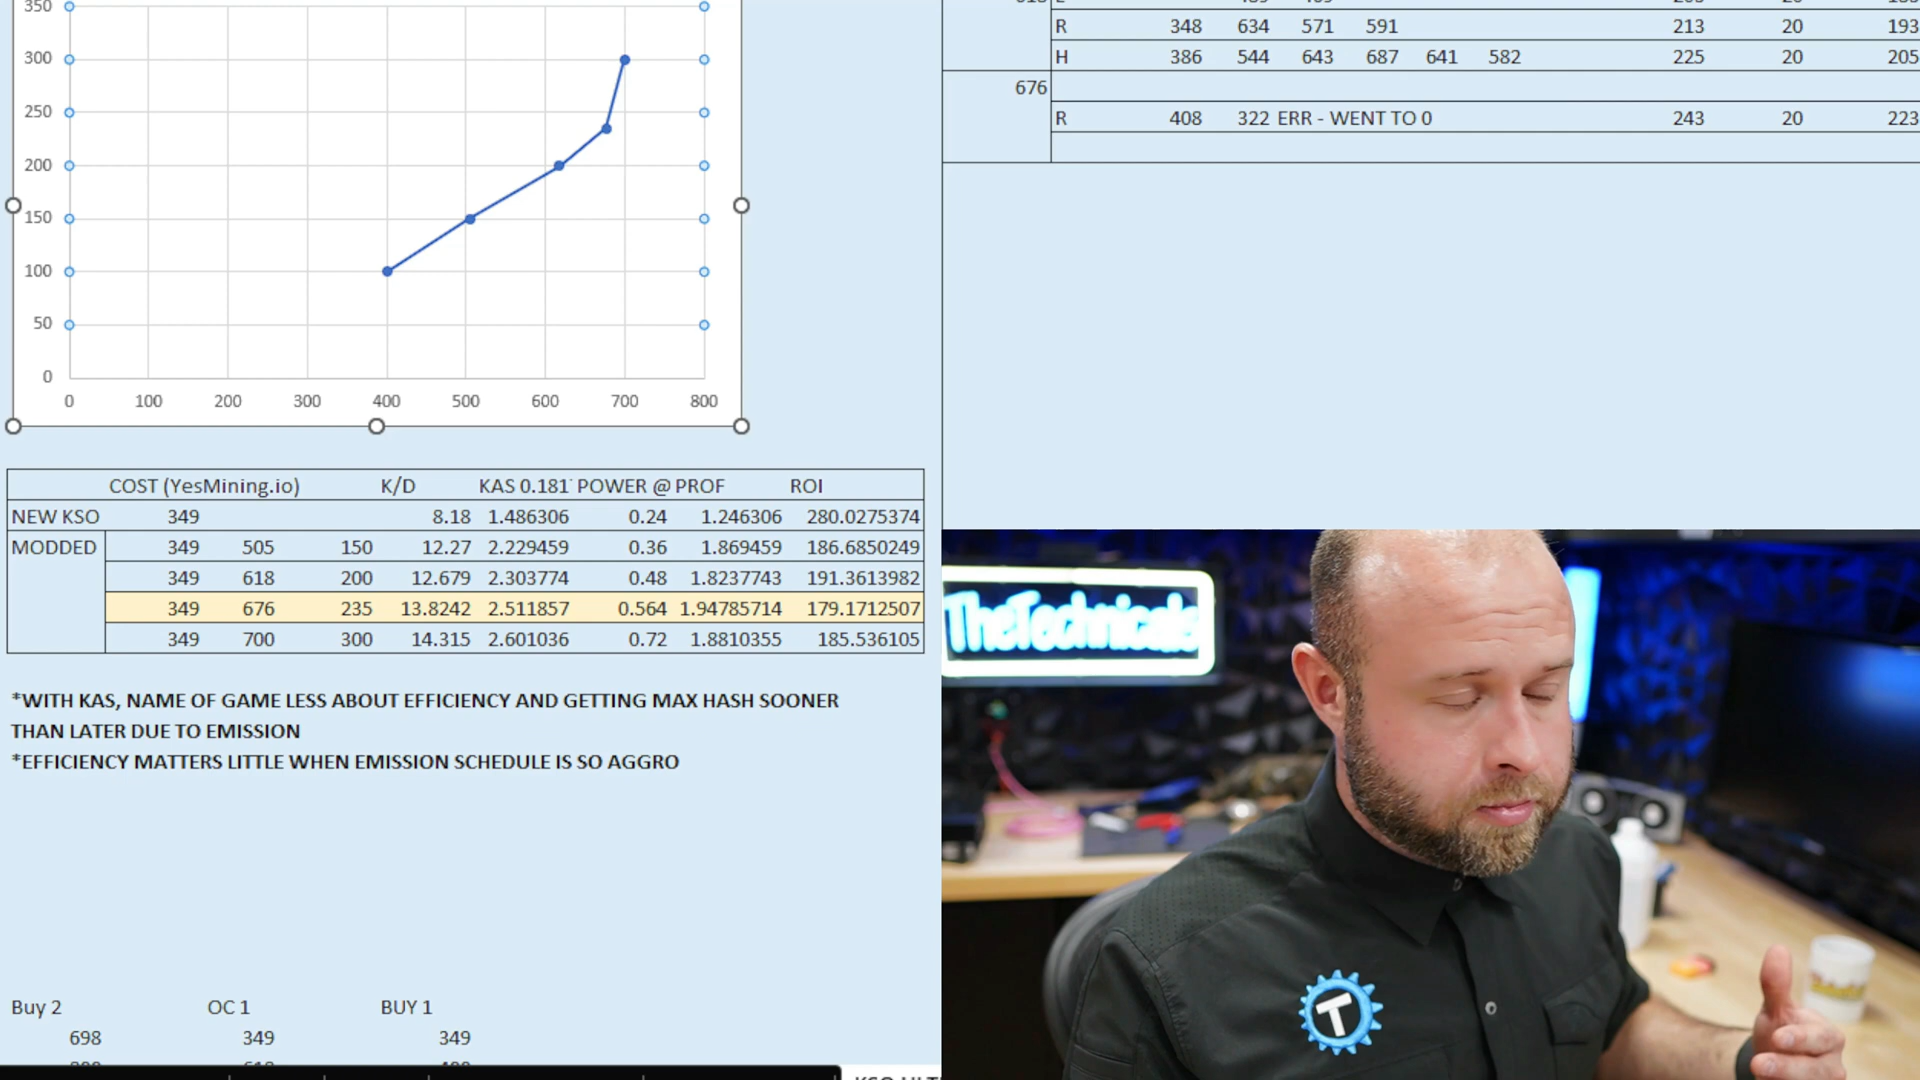 350
300
250
200
150
100
50
0
0 100 200 300 400 500 600 700 800
R 348 634 571 591 213 20 193
H 386 544 643 687 641 582 225 20 205
676
R 408 322 ERR - WENT TO 0 243 20 223
COST (YesMining.io) K/D KAS 0.181 POWER @ PROF ROI
NEW KSO 349 8.18 1.486306 0.24 1.246306 280.0275374
MODDED 349 505 150 12.27 2.229459 0.36 1.869459 186.6850249
349 618 200 12.679 2.303774 0.48 1.8237743 191.3613982
349 676 235 13.8242 2.511857 0.564 1.94785714 179.1712507
349 700 300 14.315 2.601036 0.72 1.8810355 185.536105
*WITH KAS, NAME OF GAME LESS ABOUT EFFICIENCY AND GETTING MAX HASH SOONER
THAN LATER DUE TO EMISSION
*EFFICIENCY MATTERS LITTLE WHEN EMISSION SCHEDULE IS SO AGGRO
TheTechnicals
T
Buy 2 OC 1 BUY 1
698 349 349